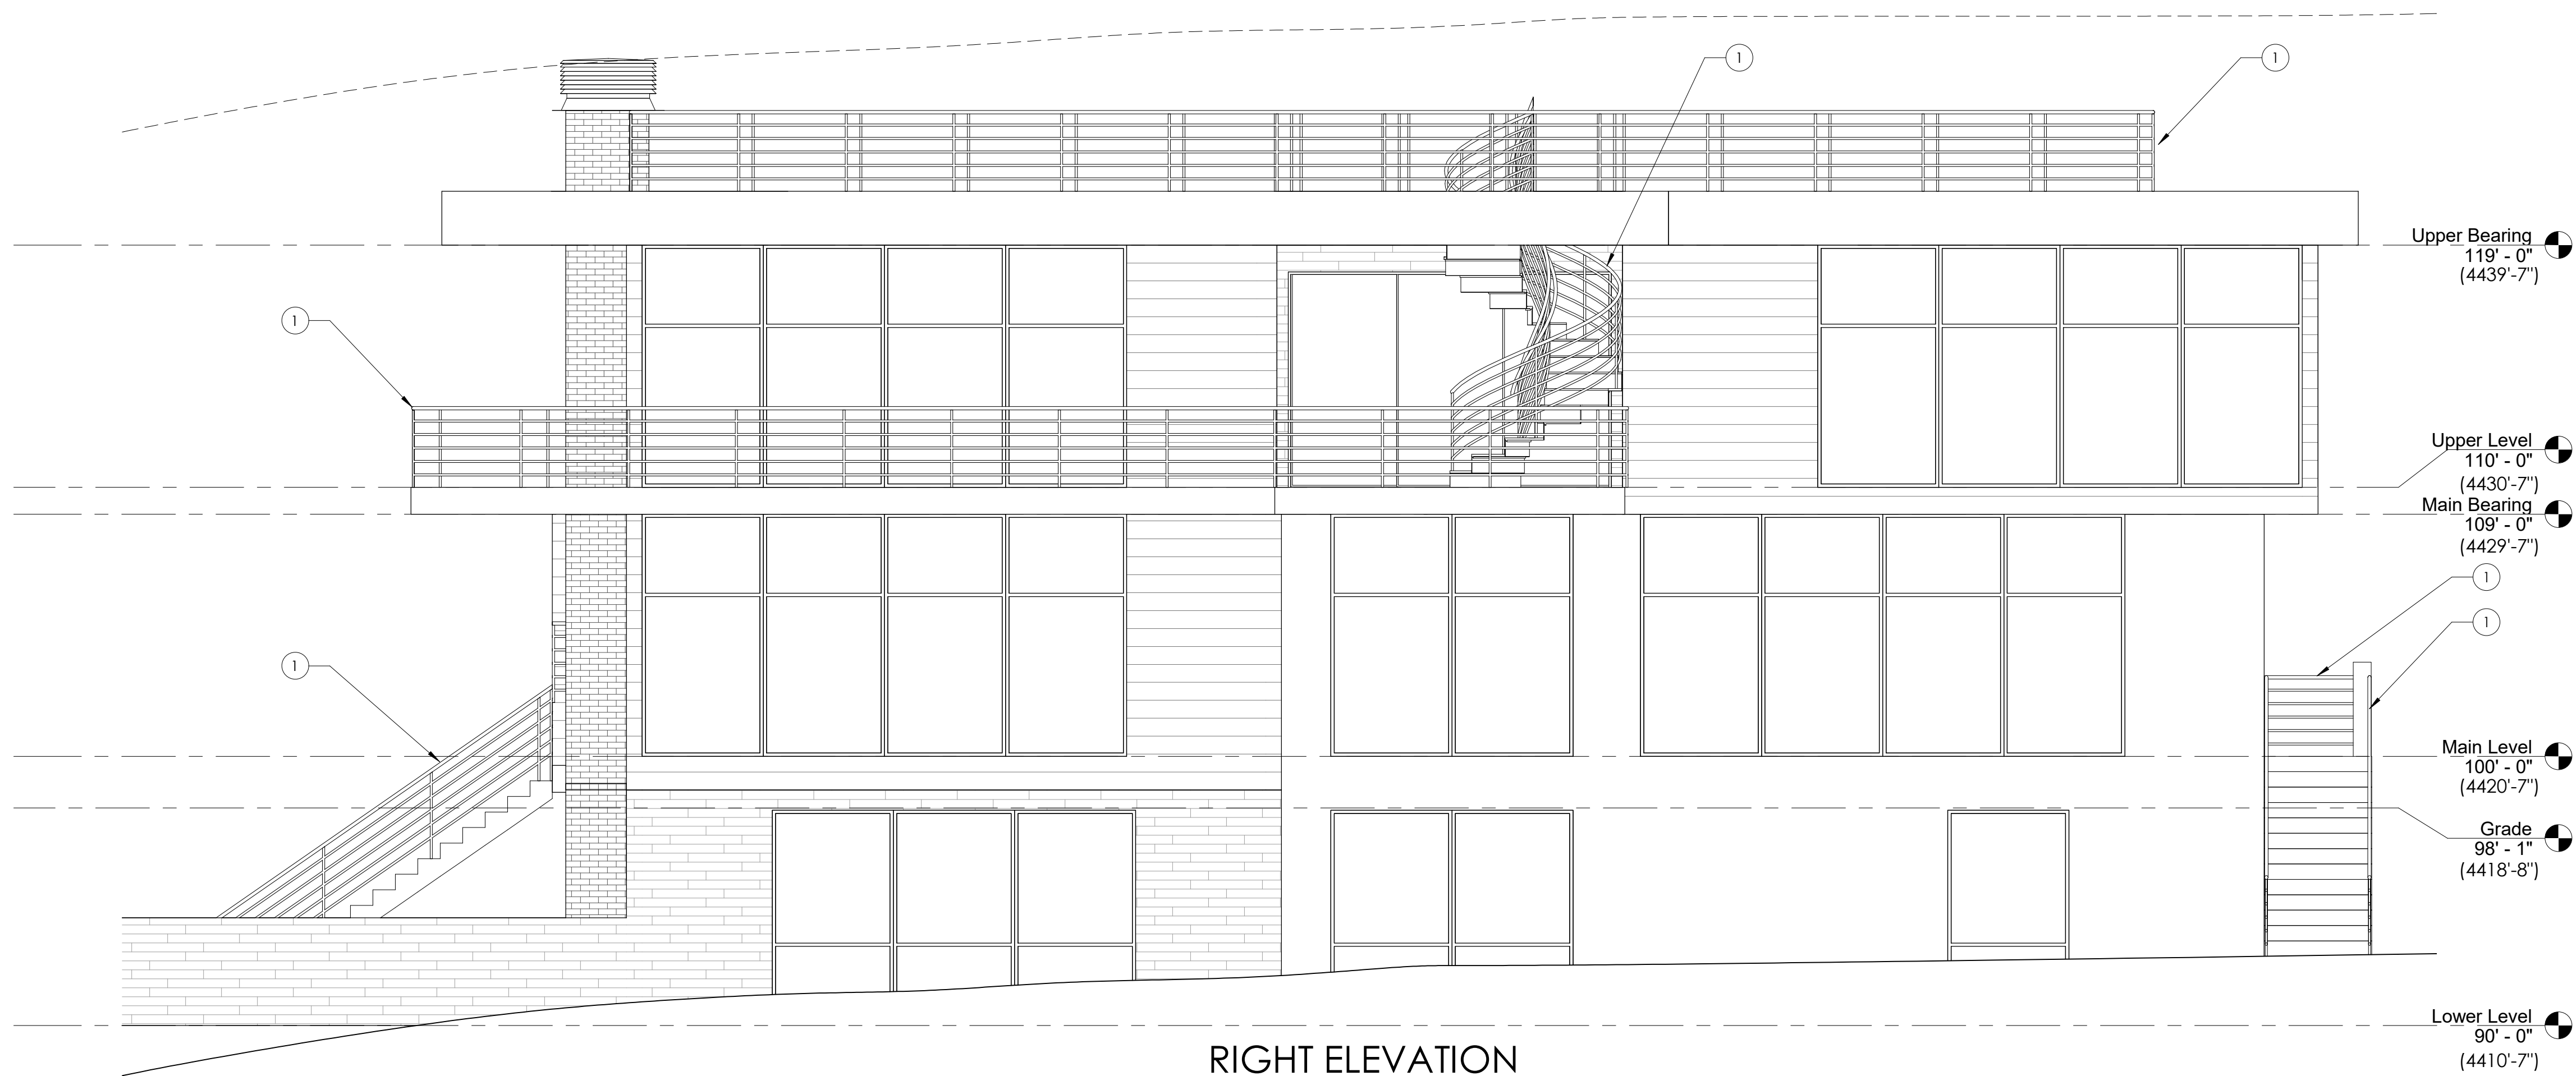 1
1
Upper Bearing
119' - 0"
(4439'-7")
1
Upper Level
110' - 0"
(4430'-7")
Main Bearing
109' - 0"
(4429'-7")
1
1
1
Main Level
100' - 0"
(4420'-7")
Grade
98' - 1"
(4418'-8")
Lower Level
90' - 0"
(4410'-7")
RIGHT ELEVATION